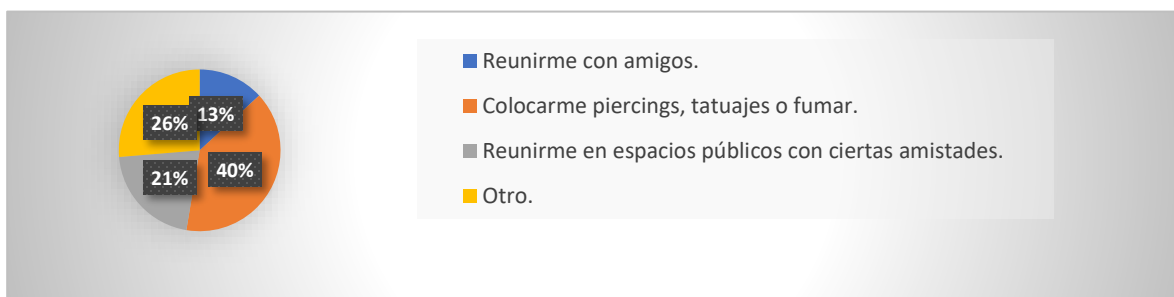 13%
40%
21%
26%
Reunirme con amigos.
Colocarme piercings, tatuajes o fumar.
Reunirme en espacios públicos con ciertas amistades.
Otro.